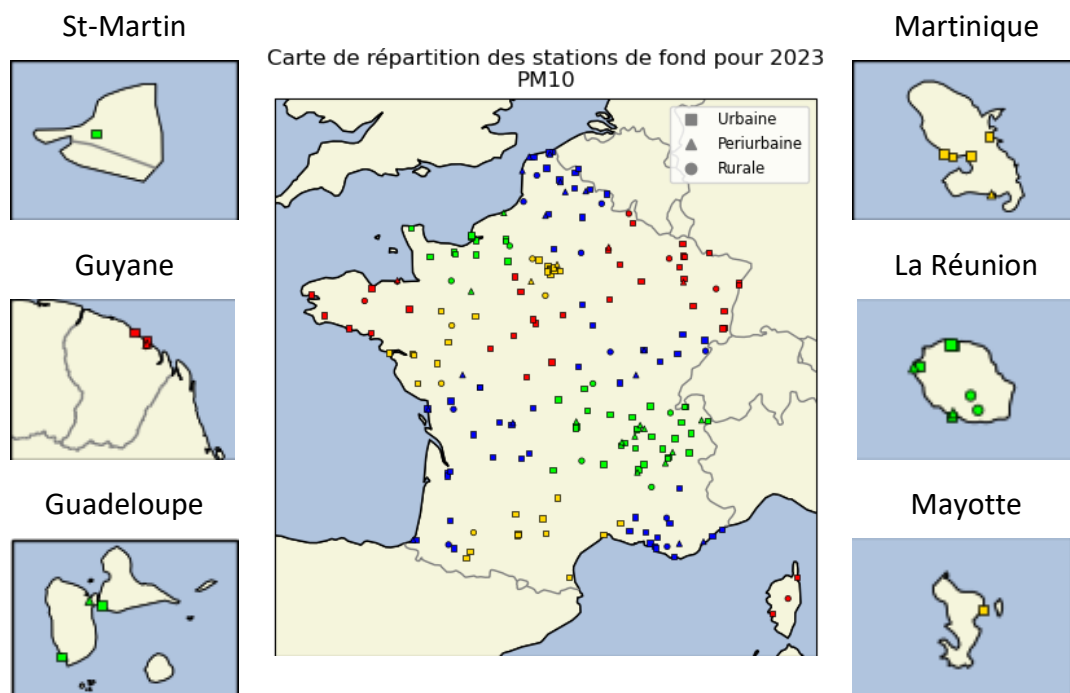 St-Martin
Martinique
Carte de répartition des stations de fond pour 2023
PM10
Urbaine
Periurbaine
Rurale
Guyane
La Réunion
Guadeloupe
Mayotte